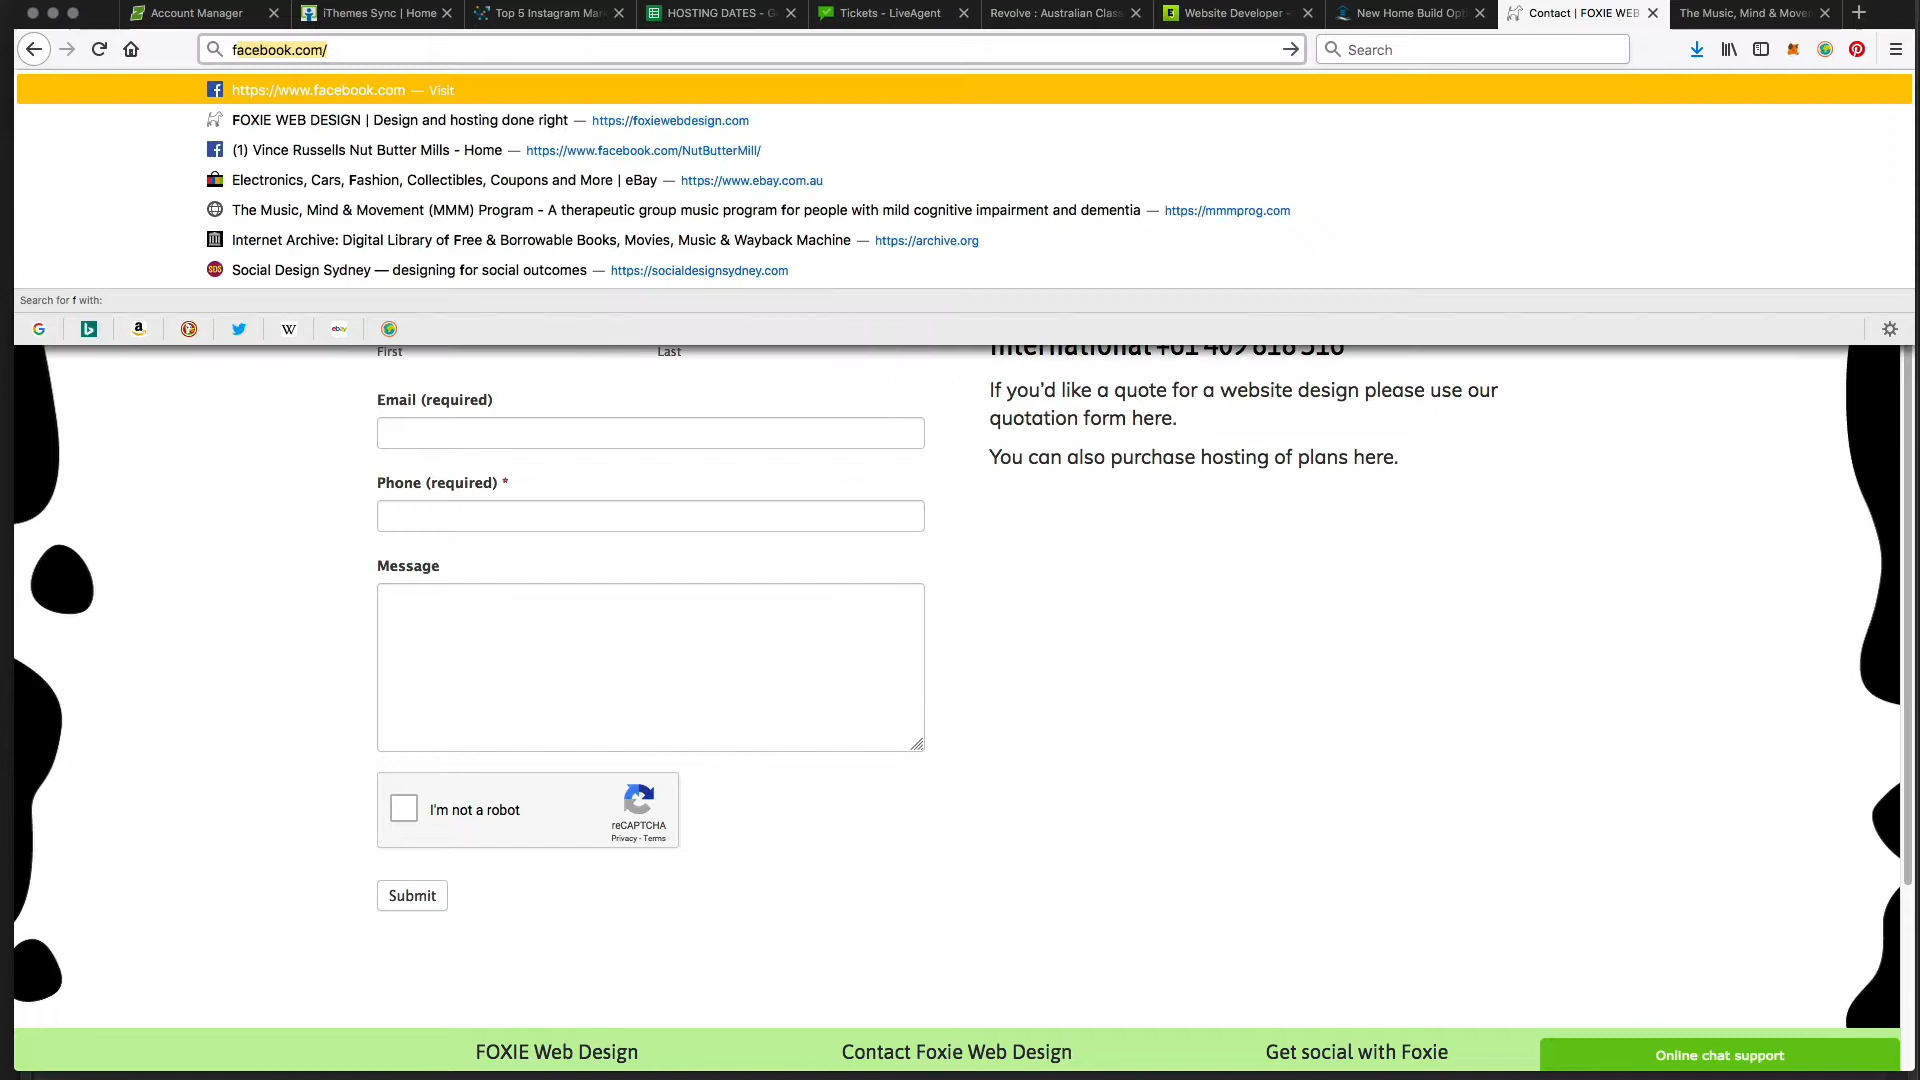 Account Manager
iThemes Sync | Home
Top 5 Instagram Mar
HOSTING DATES - G
Tickets - LiveAgent
Revolve : Australian Clas
Website Developer -
New Home Build Opt
Contact | FOXIE WEB
The Music, Mind & Movem
facebook.com/
Search
https://www.facebook.com — Visit
FOXIE WEB DESIGN | Design and hosting done right — https://foxiewebdesign.com
(1) Vince Russells Nut Butter Mills - Home — https://www.facebook.com/NutButterMill/
Electronics, Cars, Fashion, Collectibles, Coupons and More | eBay — https://www.ebay.com.au
The Music, Mind & Movement (MMM) Program - A therapeutic group music program for people with mild cognitive impairment and dementia — https://mmmprog.com
Internet Archive: Digital Library of Free & Borrowable Books, Movies, Music & Wayback Machine — https://archive.org
Social Design Sydney — designing for social outcomes — https://socialdesignsydney.com
Search for f with:
First
Last
International +61 409 616 516
Email (required)
If you'd like a quote for a website design please use our
quotation form here.
You can also purchase hosting of plans here.
Phone (required) *
Message
I'm not a robot
reCAPTCHA
Privacy - Terms
Submit
FOXIE Web Design
Contact Foxie Web Design
Get social with Foxie
Online chat support